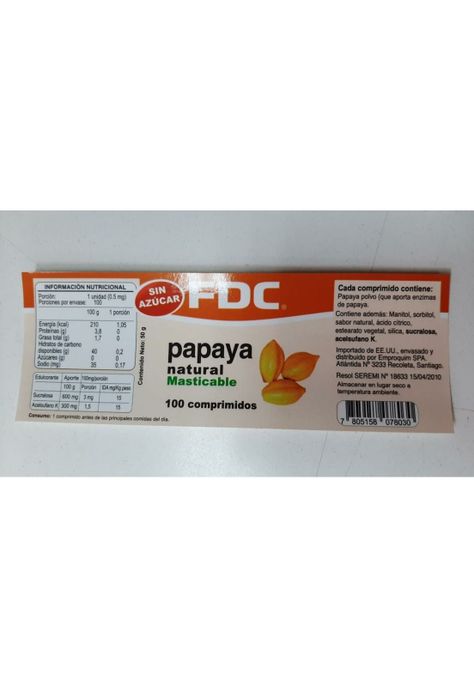 INFORMACIÓN NUTRICIONAL
Porción: 1 unidad (0.5 mg)
Porciones por envase: 100
100 g 1 porción
Energía (kcal) 210 1,05
Proteínas (g) 3,8 0
Grasa total (g) 1,7 0
Hidratos de carbono
disponibles (g) 40 0,2
Azúcares (g) 0 0
Sodio (mg) 35 0,17
Edulcorante Aporte 100mg/porción
100 g Porción IDA mg/Kg peso
Sucralosa 600 mg 3 mg 15
Acelsulfamo K 300 mg 1,5 15
Consumo: 1 comprimido antes de las principales comidas del día.
Contenido Neto: 50 g
SIN
AZÚCAR
FDC®
papaya
natural
Masticable
100 comprimidos
Cada comprimido contiene:
Papaya polvo (que aporta enzimas
de papaya.
Contiene además: Manitol, sorbitol,
sabor natural, ácido cítrico,
estearato vegetal, silica, sucralosa,
acelsulfano K.
Importado de EE.UU., envasado y
distribuido por Emproquim SPA.
Atlántida Nº 3233 Recoleta, Santiago.
Resol SEREMI Nº 18633 15/04/2010
Almacenar en lugar seco e
temperatura ambiente.
7 805158 078030